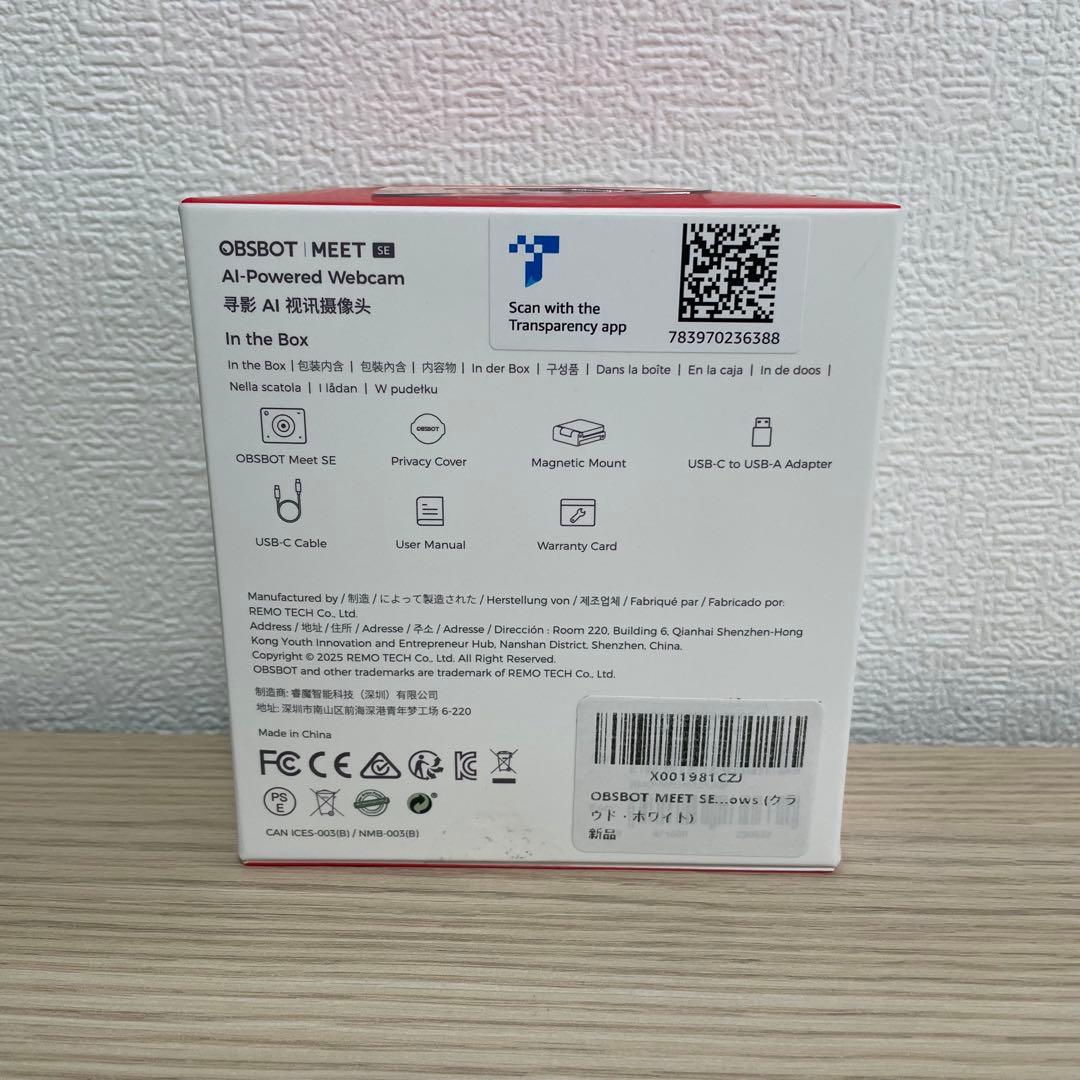 OBSBOT | MEET SE
AI-Powered Webcam
寻影 AI 视讯摄像头
Scan with the
Transparency app
783970236388
In the Box
In the Box | 包装内含 | 包裝內含 | 内容物 | In der Box | 구성품 | Dans la boîte | En la caja | In de doos |
Nella scatola | I lådan | W pudełku
OBSBOT
OBSBOT Meet SE
Privacy Cover
Magnetic Mount
USB-C to USB-A Adapter
USB-C Cable
User Manual
Warranty Card
Manufactured by / 制造 / によって製造された / Herstellung von / 제조업체 / Fabriqué par / Fabricado por:
REMO TECH Co., Ltd.
Address / 地址 / 住所 / Adresse / 주소 / Adresse / Dirección : Room 220, Building 6, Qianhai Shenzhen-Hong
Kong Youth Innovation and Entrepreneur Hub, Nanshan District, Shenzhen, China.
Copyright © 2025 REMO TECH Co., Ltd. All Right Reserved.
OBSBOT and other trademarks are trademark of REMO TECH Co., Ltd.
制造商: 睿魔智能科技（深圳）有限公司
地址: 深圳市南山区前海深港青年梦工场 6-220
Made in China
FC CE
PS
E
CAN ICES-003(B) / NMB-003(B)
X001981CZJ
OBSBOT MEET SE...ows (クラ
ウド・ホワイト)
新品